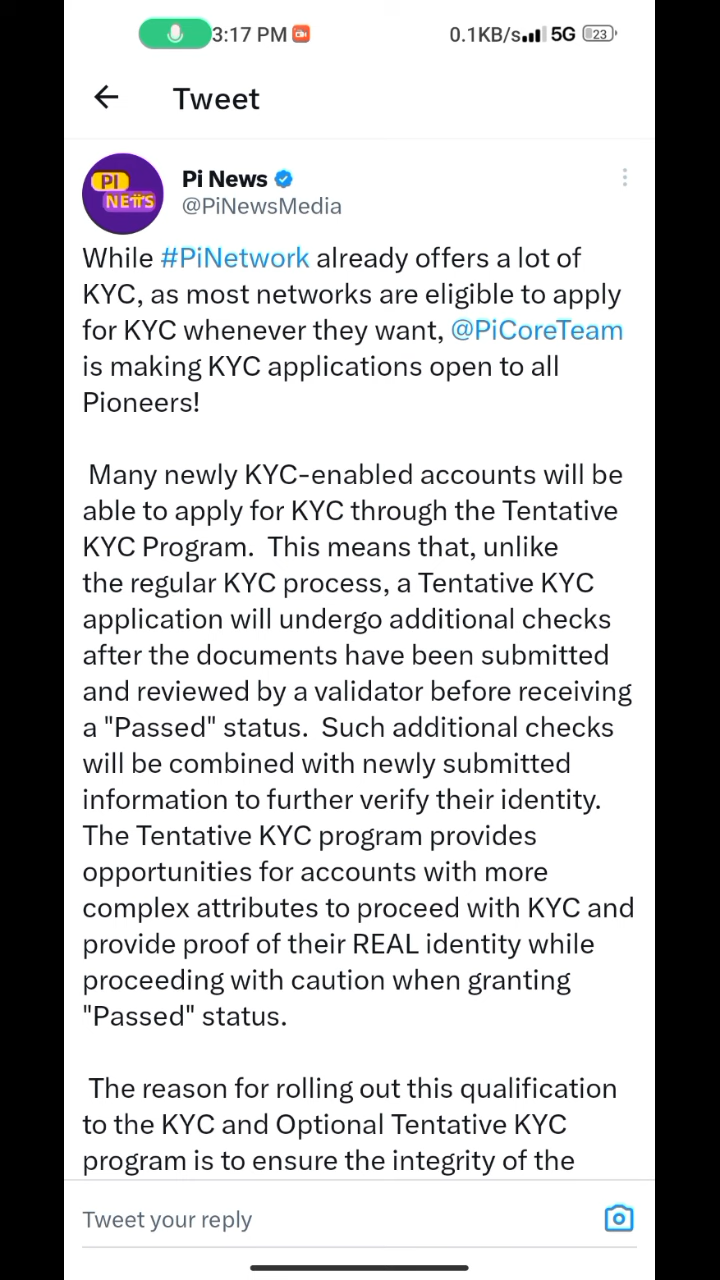 3:17 PM
0.1KB/s 5G 23
Tweet
PI
NEWS
Pi News
@PiNewsMedia
While #PiNetwork already offers a lot of
KYC, as most networks are eligible to apply
for KYC whenever they want, @PiCoreTeam
is making KYC applications open to all
Pioneers!
Many newly KYC-enabled accounts will be
able to apply for KYC through the Tentative
KYC Program.  This means that, unlike
the regular KYC process, a Tentative KYC
application will undergo additional checks
after the documents have been submitted
and reviewed by a validator before receiving
a "Passed" status.  Such additional checks
will be combined with newly submitted
information to further verify their identity.
The Tentative KYC program provides
opportunities for accounts with more
complex attributes to proceed with KYC and
provide proof of their REAL identity while
proceeding with caution when granting
"Passed" status.
The reason for rolling out this qualification
to the KYC and Optional Tentative KYC
program is to ensure the integrity of the
Tweet your reply